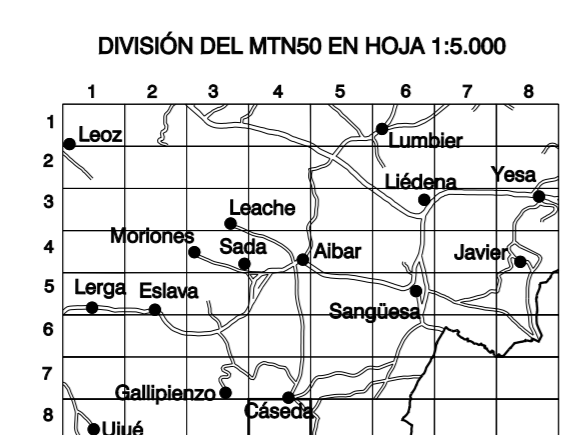 DIVISIÓN DEL MTN50 EN HOJA 1:5.000
1 2 3 4 5 6 7 8
1
Leoz
Lumbier
2
Liédena
Yesa
3
Leache
Moriones
4
Sada
Aibar
Javier
5
Lerga
Eslava
Sangüesa
6
7
Gallipienzo
Cáseda
8
Ujué